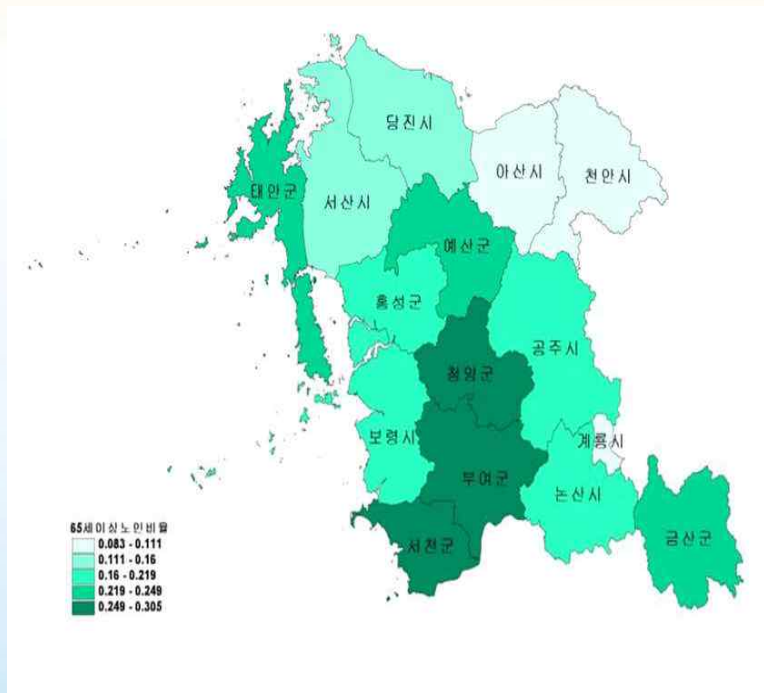 당진시
아산시
천안시
태안군
서산시
예산군
홍성군
공주시
청양군
보령시
계룡시
부여군
논산시
서천군
금산군
65세이상노인비율
0.083 - 0.111
0.111 - 0.16
0.16 - 0.219
0.219 - 0.249
0.249 - 0.305